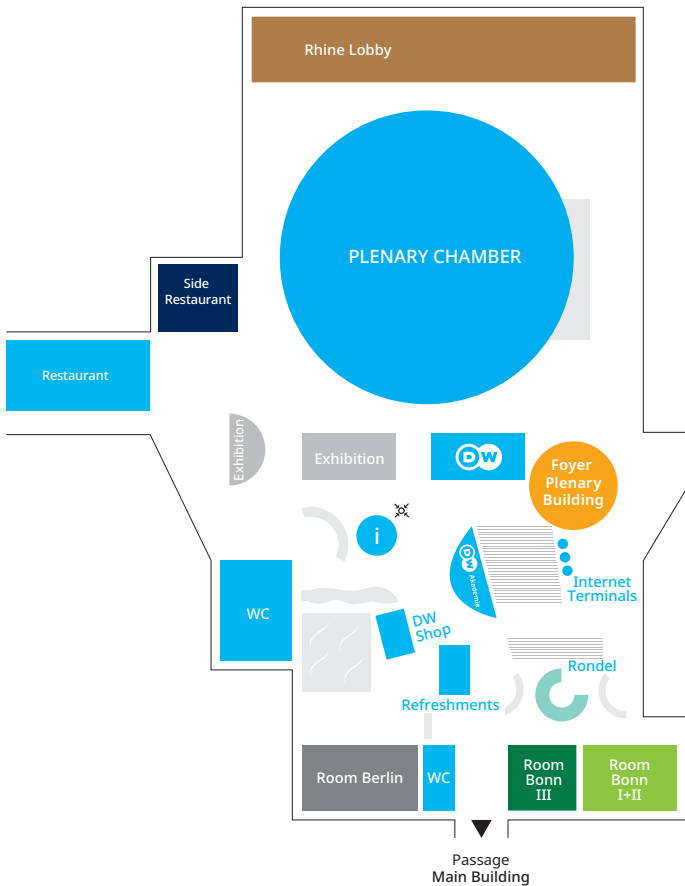 Rhine Lobby
PLENARY CHAMBER
Side
Restaurant
Restaurant
Exhibition
Exhibition
DW
Foyer
Plenary
Building
i
DW
Akademie
Internet
Terminals
WC
DW
Shop
Rondel
Refreshments
Room Berlin
WC
Room
Bonn
III
Room
Bonn
I+II
Passage
Main Building